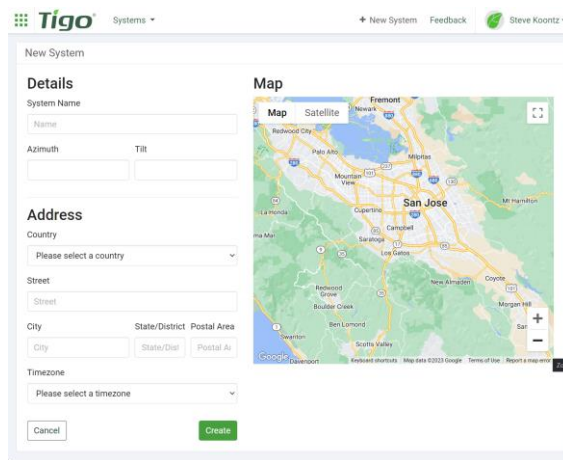 Tigo
Systems
+ New System Feedback Steve Koontz
New System
Details
System Name
Name
Azimuth Tilt
Address
Country
Please select a country
Street
Street
City State/District Postal Area
City State/Dist Postal Ar
Timezone
Please select a timezone
Cancel Create
Map
Map Satellite
Fremont
Newark
Redwood City
Palo Alto
Milpitas
Mountain View
San Jose
Mt Hamilton
La Honda
Cupertino
Campbell
Saratoga
Los Gatos
New Almaden
Coyote
Redwood Grove
Boulder Creek
Morgan Hill
Ben Lomond
Swanton
Scotts Valley
Davenport
Google
Keyboard shortcuts Map data ©2023 Google Terms of Use Report a map error